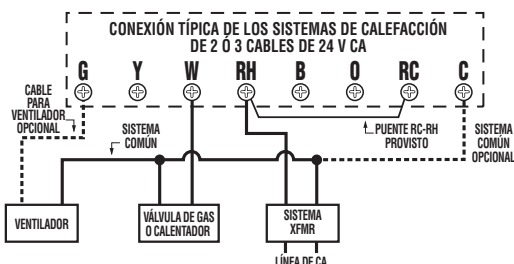 CONEXIÓN TÍPICA DE LOS SISTEMAS DE CALEFACCIÓN
DE 2 Ó 3 CABLES DE 24 V CA
G Y W RH B O RC C
CABLE
PARA
VENTILADOR
OPCIONAL
SISTEMA
COMÚN
PUENTE RC-RH
PROVISTO
SISTEMA
COMÚN
OPCIONAL
VENTILADOR
VÁLVULA DE GAS
O CALENTADOR
SISTEMA
XFMR
LÍNEA DE CA